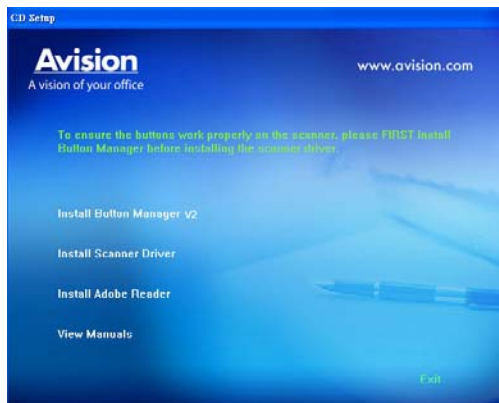 CD Setup
Avision
www.avision.com
A vision of your office
To ensure the buttons work properly on the scanner, please FIRST Install
Button Manager before installing the scanner driver.
Install Button Manager V2
Install Scanner Driver
Install Adobe Reader
View Manuals
Exit